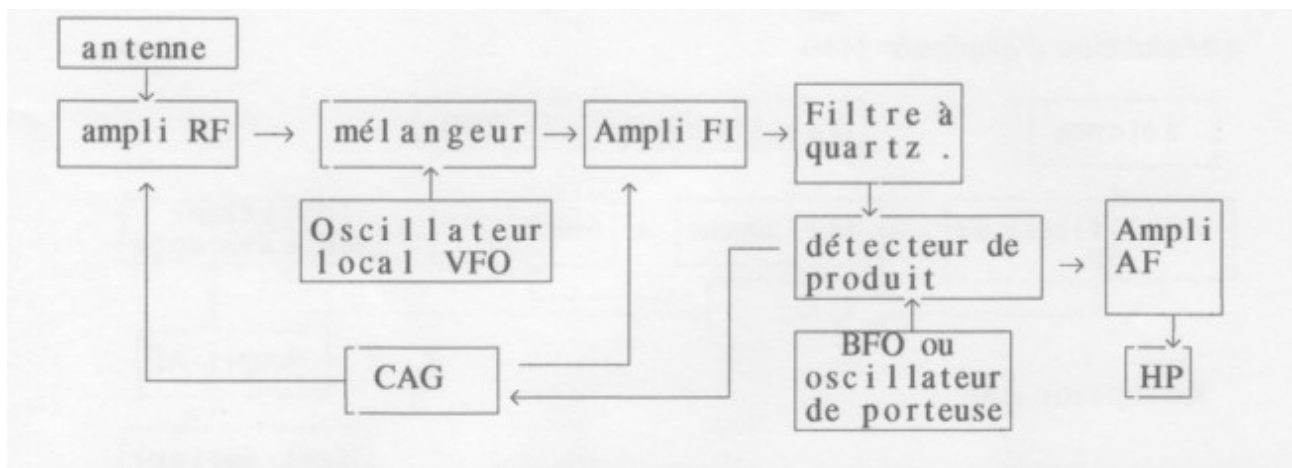 antenne
ampli RF
mélangeur
Ampli FI
Filtre à
quartz .
Oscillateur
local VFO
détecteur de
produit
Ampli
AF
CAG
BFO ou
oscillateur
de porteuse
HP